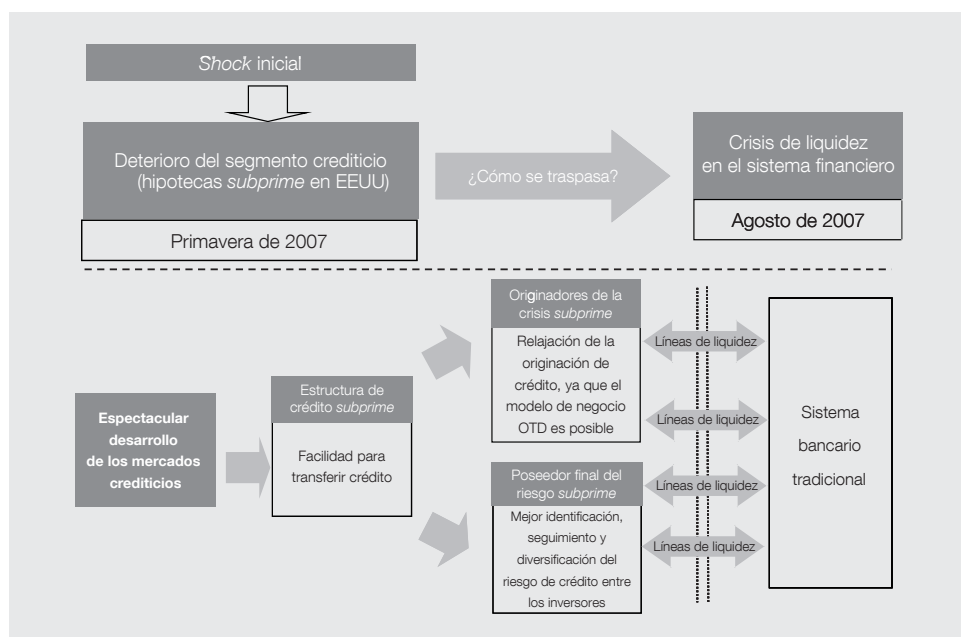 Shock inicial
Deterioro del segmento crediticio
(hipotecas subprime en EEUU)
Primavera de 2007
¿Cómo se traspasa?
Crisis de liquidez
en el sistema financiero
Agosto de 2007
Espectacular
desarrollo
de los mercados
crediticios
Estructura de
crédito subprime
Facilidad para
transferir crédito
Originadores de la
crisis subprime
Relajación de la
originación de
crédito, ya que el
modelo de negocio
OTD es posible
Poseedor final del
riesgo subprime
Mejor identificación,
seguimiento y
diversificación del
riesgo de crédito entre
los inversores
Líneas de liquidez
Líneas de liquidez
Líneas de liquidez
Líneas de liquidez
Sistema
bancario
tradicional